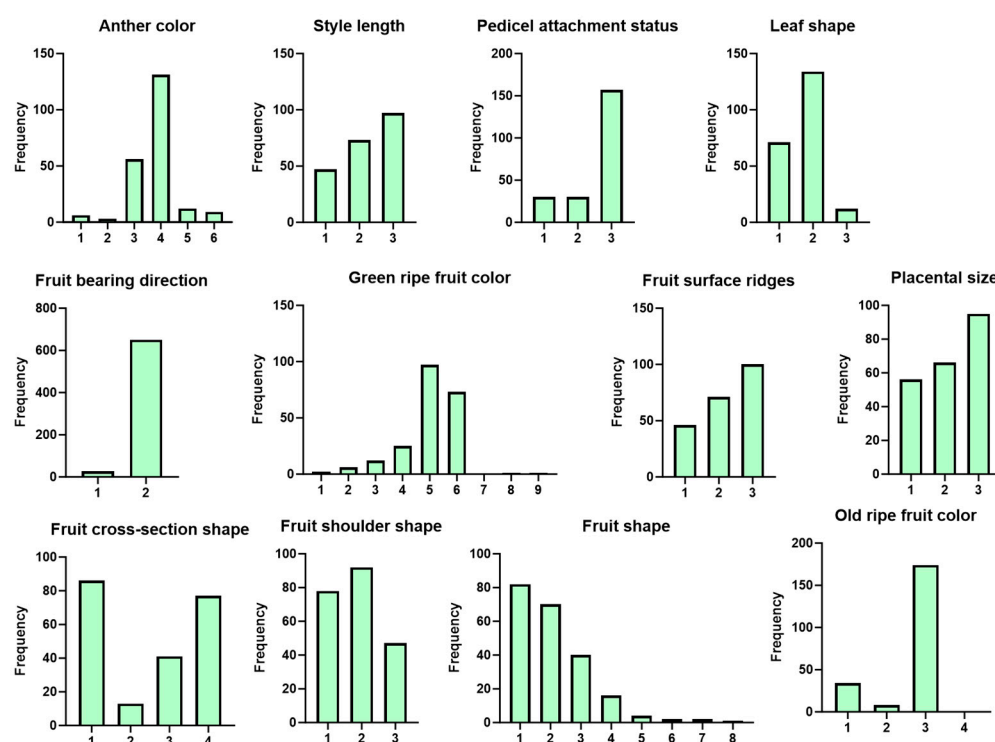 Anther color
Frequency
150
100
50
0
1 2 3 4 5 6
Style length
Frequency
150
100
50
0
1 2 3
Pedicel attachment status
Frequency
200
150
100
50
0
1 2 3
Leaf shape
Frequency
150
100
50
0
1 2 3
Fruit bearing direction
Frequency
800
600
400
200
0
1 2
Green ripe fruit color
Frequency
150
100
50
0
1 2 3 4 5 6 7 8 9
Fruit surface ridges
Frequency
150
100
50
0
1 2 3
Placental size
Frequency
100
80
60
40
20
0
1 2 3
Fruit cross-section shape
Frequency
100
80
60
40
20
0
1 2 3 4
Fruit shoulder shape
Frequency
100
80
60
40
20
0
1 2 3
Fruit shape
Frequency
100
80
60
40
20
0
1 2 3 4 5 6 7 8
Old ripe fruit color
Frequency
200
150
100
50
0
1 2 3 4